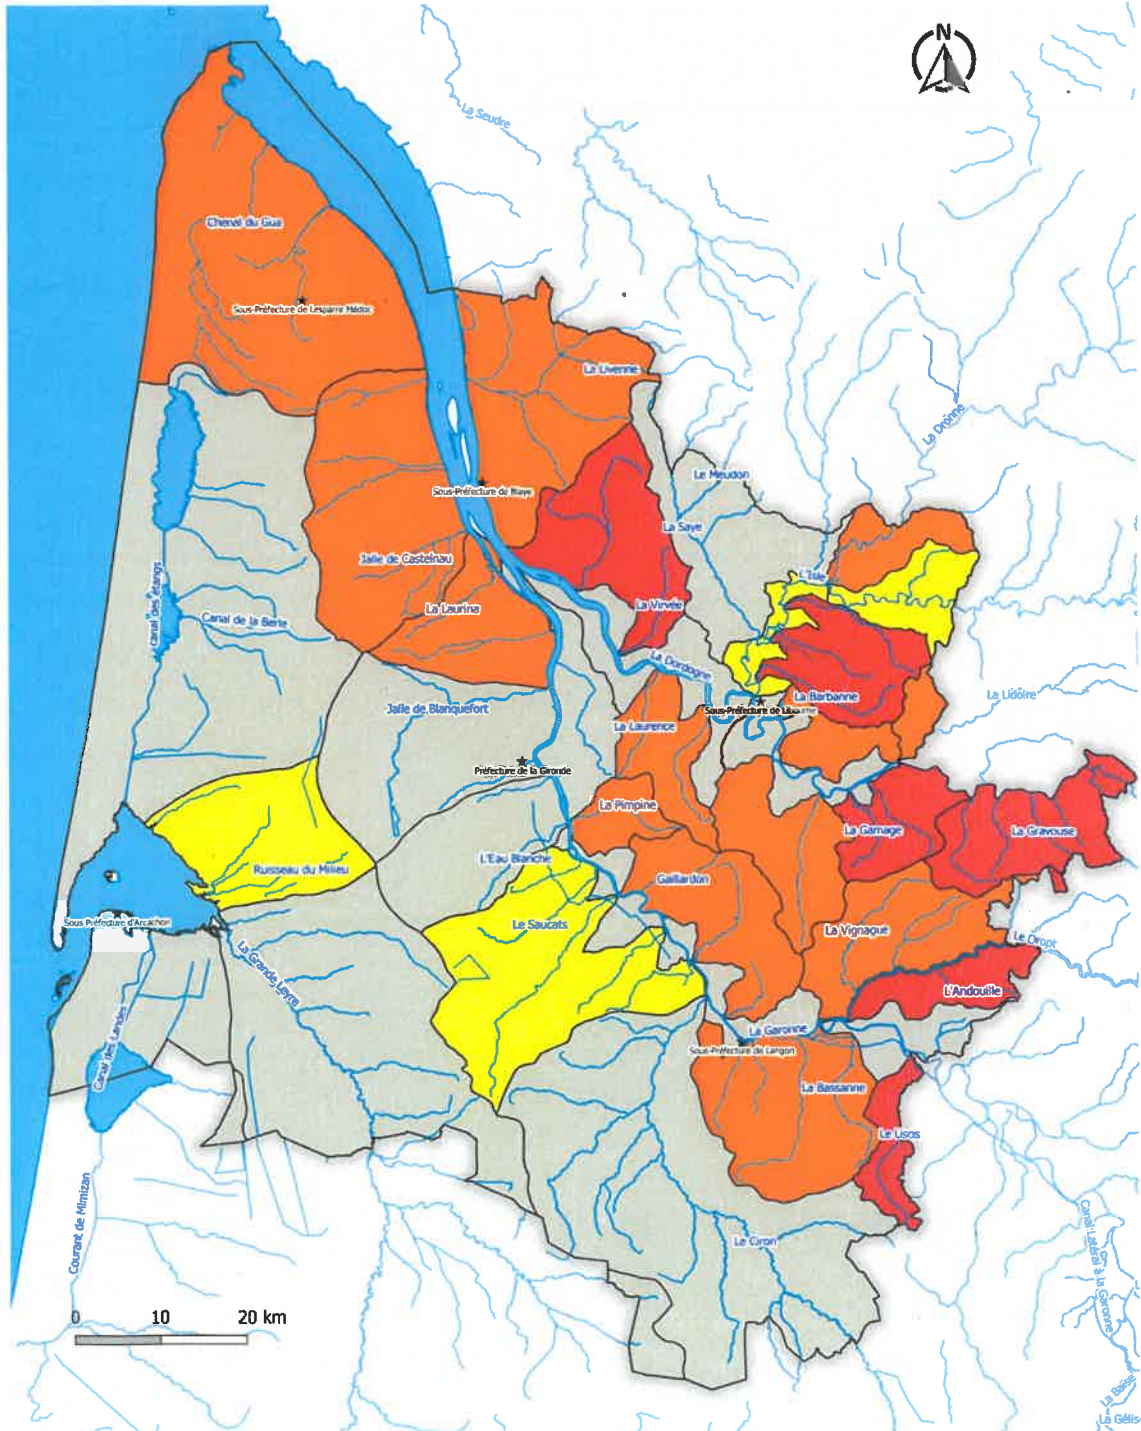 N
La Seudre
Chenal du Gua
Sous-Préfecture de Lesparre Médoc
La Livenne
La Dronne
Le Meudon
Sous-Préfecture de Blaye
La Saye
Jalle de Castelnau
L'Isle
La Laurina
La Virvée
Canal des étangs
Canal de la Berle
La Dordogne
La Lidoire
La Barbanne
Jalle de Blanquefort
Sous-Préfecture de Libourne
La Laurence
Préfecture de la Gironde
La Pimpine
La Gamage
La Gravouse
L'Eau Blanche
Ruisseau du Milieu
Gaillardon
Sous Préfecture d'Arcachon
Le Saucats
La Vignague
Le Dropt
La Grande Leyre
L'Andouille
La Garonne
Canal des Landes
Sous-Préfecture de Langon
La Bassanne
Le Lisos
Courant de Mimizan
Le Ciron
Canal Latéral à la Garonne
0 10 20 km
La Baïse
La Gélis